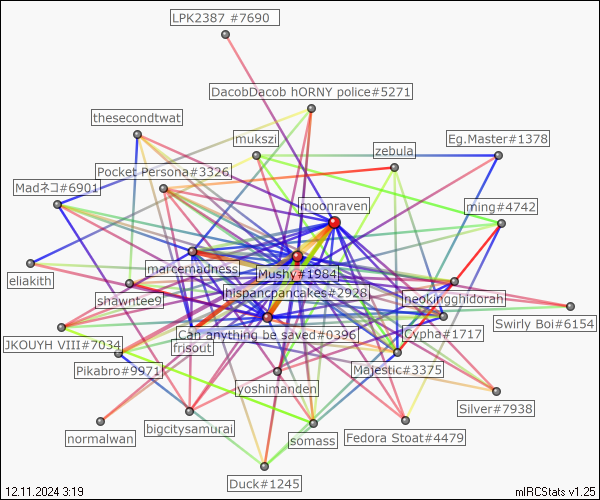 LPK2387 #7690
DacobDacob hORNY police#5271
thesecondtwat
mukszi
Eg.Master#1378
zebula
Pocket Persona#3326
Madネコ#6901
moonraven
ming#4742
marcemadness
Mushy#1984
eliakith
hispancpancakes#2928
neokingghidorah
shawntee9
Swirly Boi#6154
Can anything be saved#0396
Cypha#1717
JKOUYH VIII#7034
frisout
Pikabro#9971
Majestic#3375
yoshimanden
Silver#7938
bigcitysamurai
normalwan
somass
Fedora Stoat#4479
Duck#1245
12.11.2024 3:19
mIRCStats v1.25